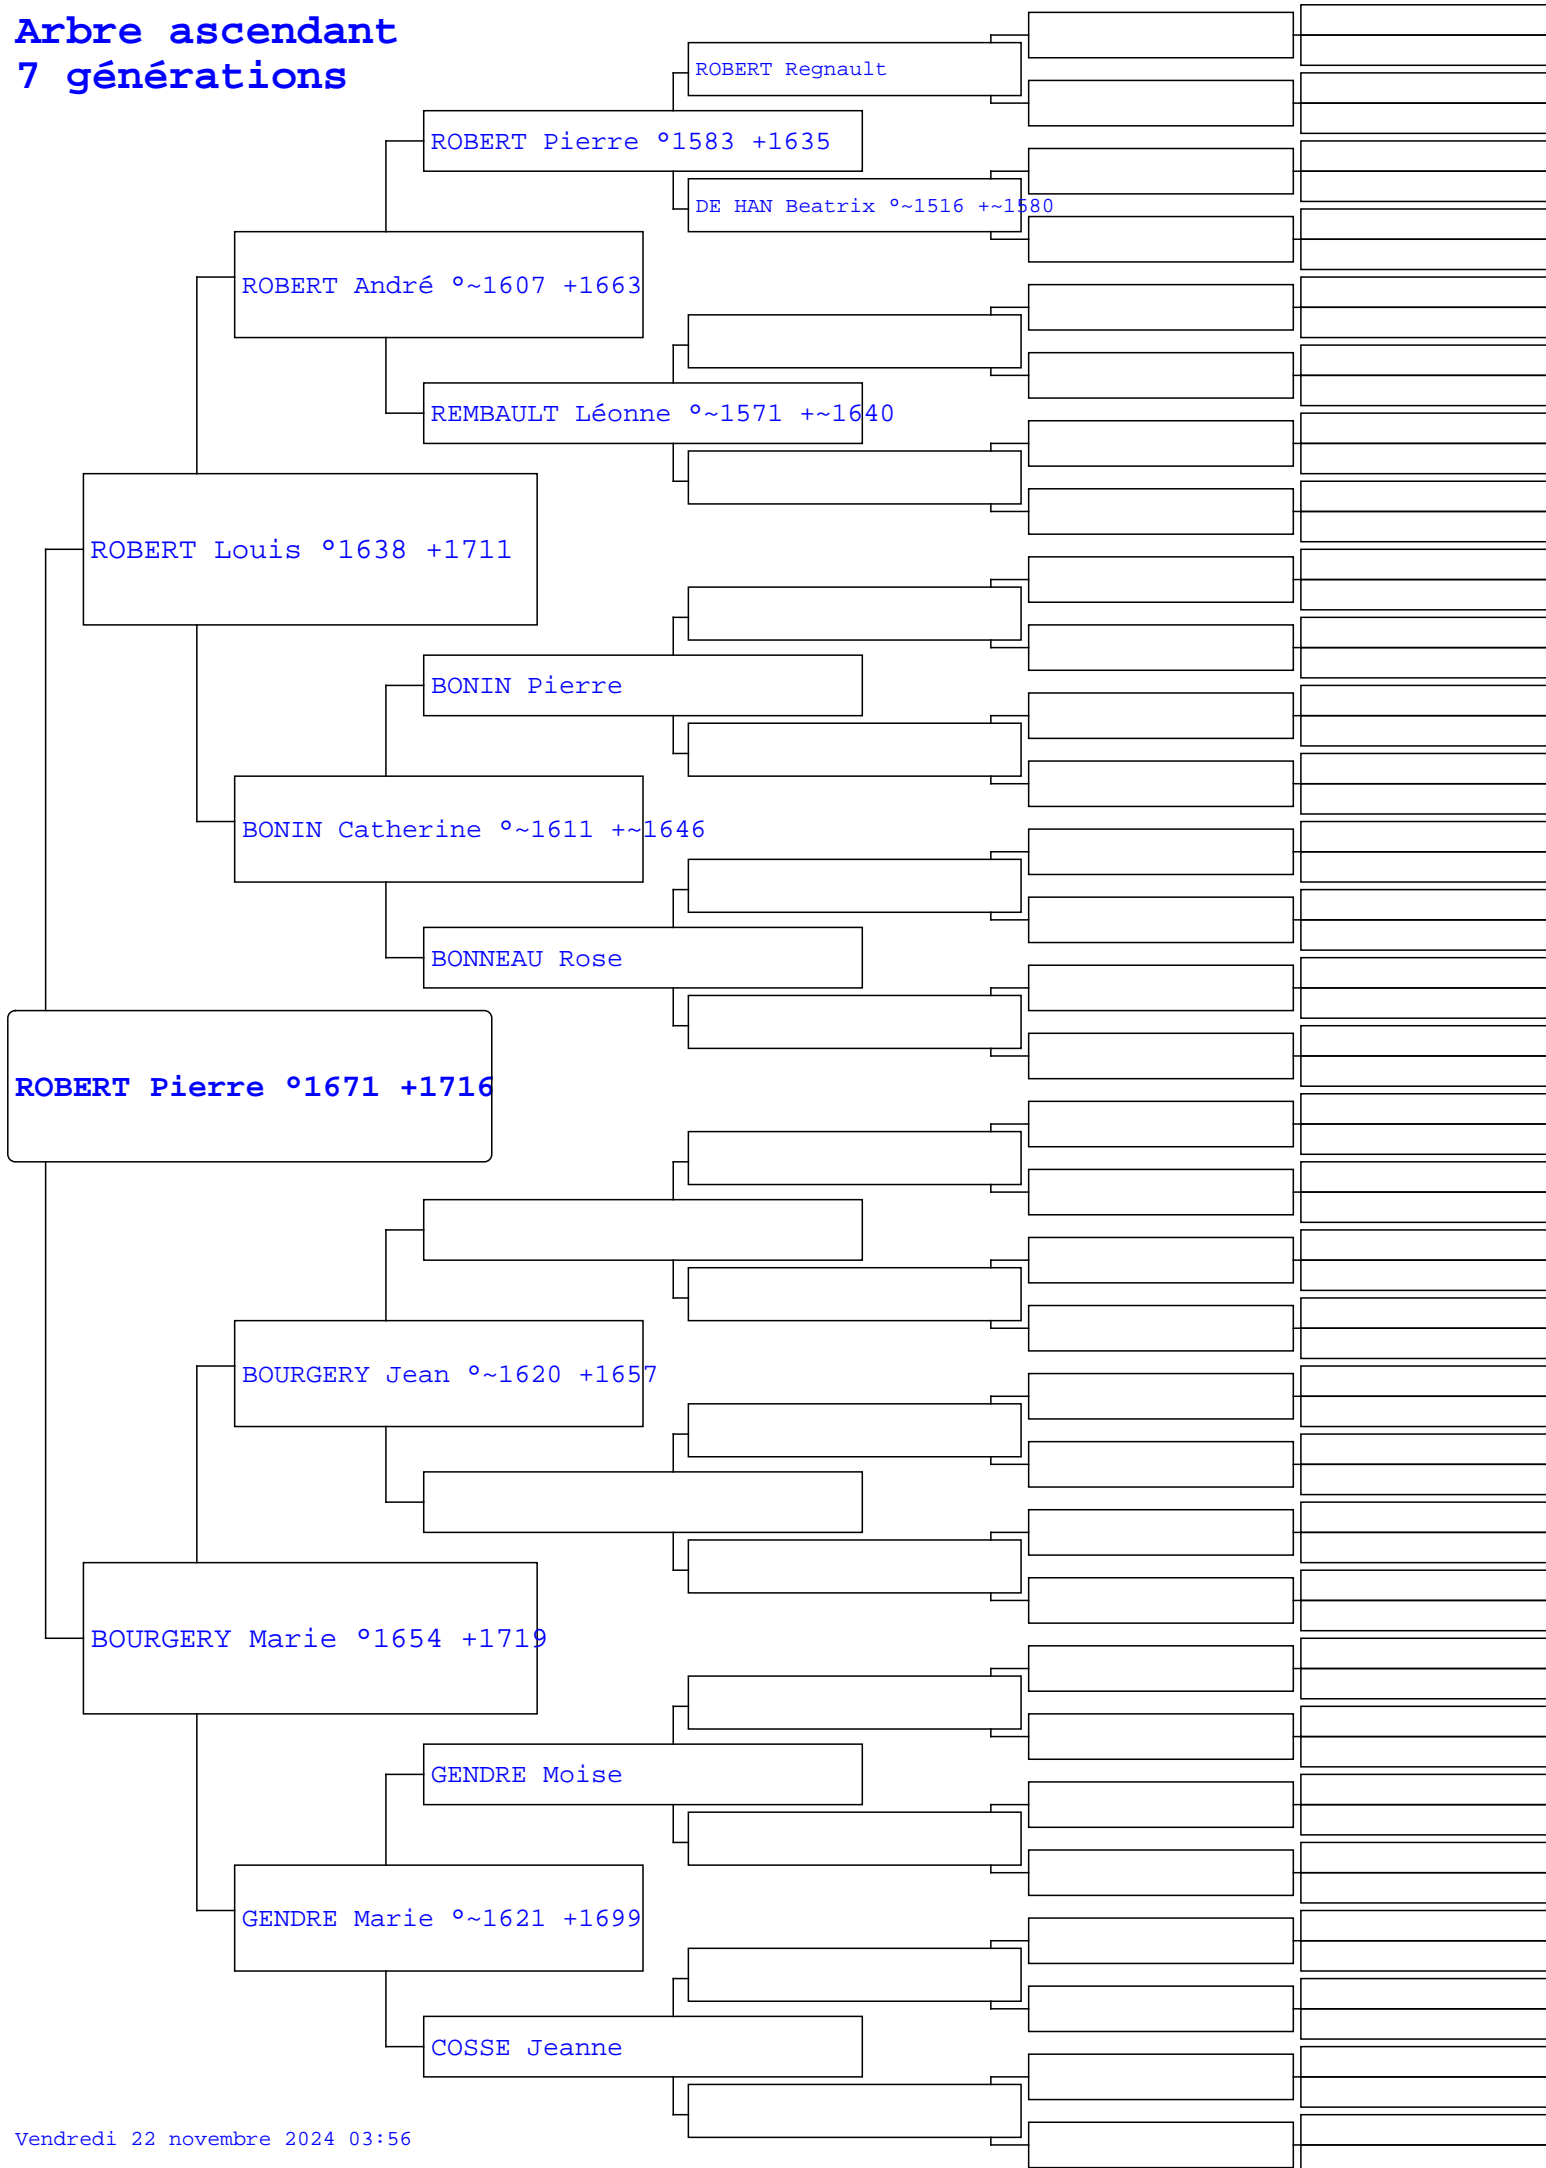 Arbre ascendant
7 générations
ROBERT Regnault
ROBERT Pierre °1583 +1635
DE HAN Beatrix °~1516 +~1580
ROBERT André °~1607 +1663
REMBAULT Léonne °~1571 +~1640
ROBERT Louis °1638 +1711
BONIN Pierre
BONIN Catherine °~1611 +~1646
BONNEAU Rose
ROBERT Pierre °1671 +1716
BOURGERY Jean °~1620 +1657
BOURGERY Marie °1654 +1719
GENDRE Moise
GENDRE Marie °~1621 +1699
COSSE Jeanne
Vendredi 22 novembre 2024 03:56